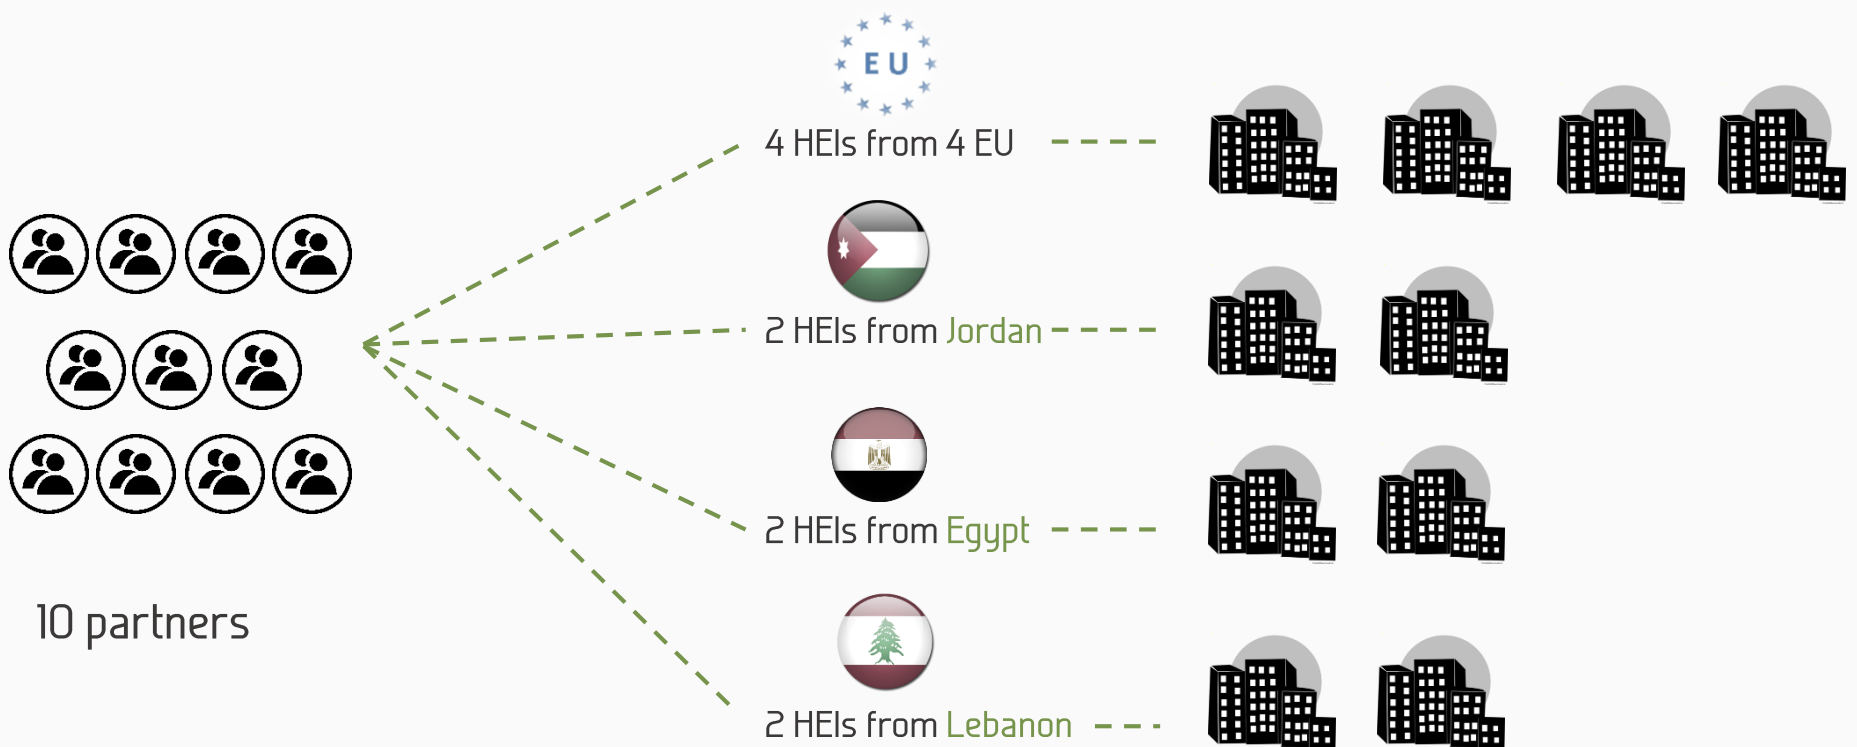 EU
4 HEIs from 4 EU
2 HEIs from Jordan
2 HEIs from Egypt
10 partners
2 HEIs from Lebanon